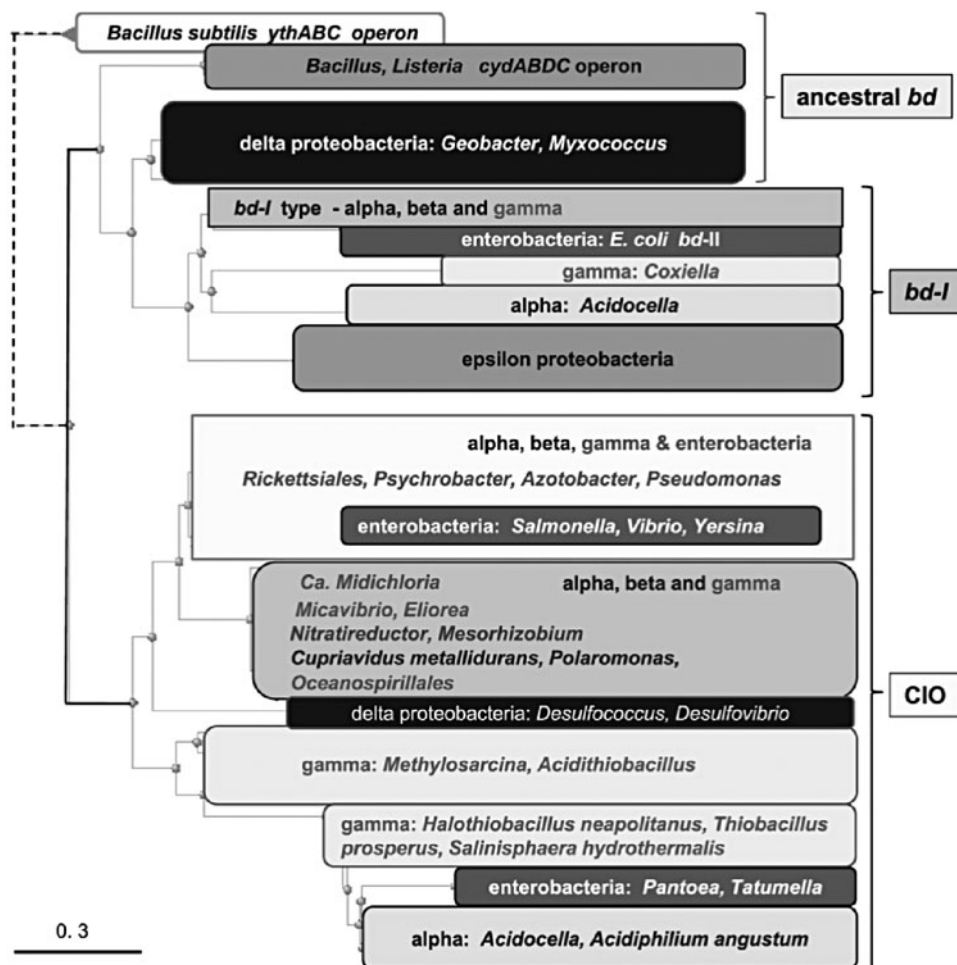 Bacillus subtilis ythABC operon
Bacillus, Listeria cydABDC operon
ancestral bd
delta proteobacteria: Geobacter, Myxococcus
bd-I type - alpha, beta and gamma
enterobacteria: E. coli bd-II
gamma: Coxiella
bd-I
alpha: Acidocella
epsilon proteobacteria
alpha, beta, gamma & enterobacteria
Rickettsiales, Psychrobacter, Azotobacter, Pseudomonas
enterobacteria: Salmonella, Vibrio, Yersina
Ca. Midichloria alpha, beta and gamma
Micavibrio, Eliorea
Nitratireductor, Mesorhizobium
Cupriavidus metallidurans, Polaromonas,
Oceanospirillales
CIO
delta proteobacteria: Desulfococcus, Desulfovibrio
gamma: Methylosarcina, Acidithiobacillus
gamma: Halothiobacillus neapolitanus, Thiobacillus
prosperus, Salinisphaera hydrothermalis
enterobacteria: Pantoea, Tatumella
0.3
alpha: Acidocella, Acidiphilium angustum